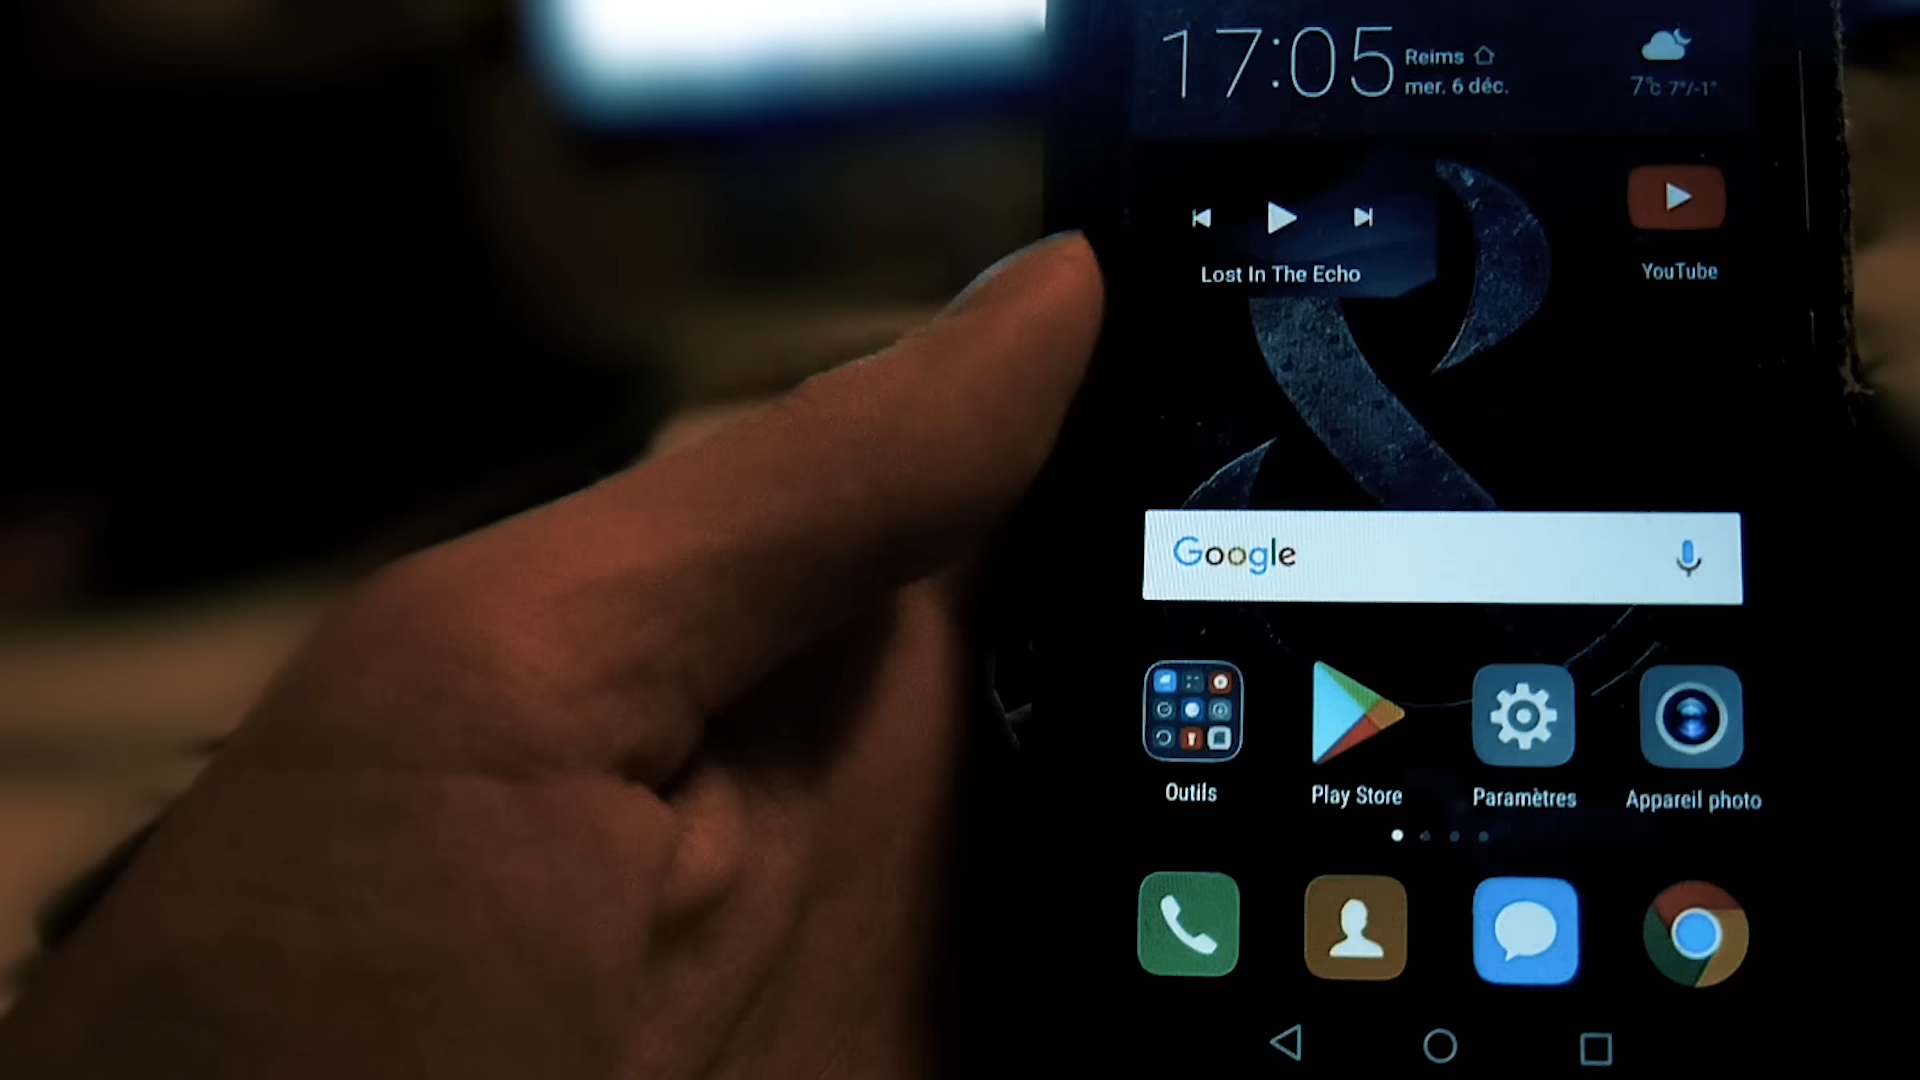 17:05
Reims
mer. 6 déc.
7°c 7°/-1°
Lost In The Echo
YouTube
Google
Outils
Play Store
Paramètres
Appareil photo